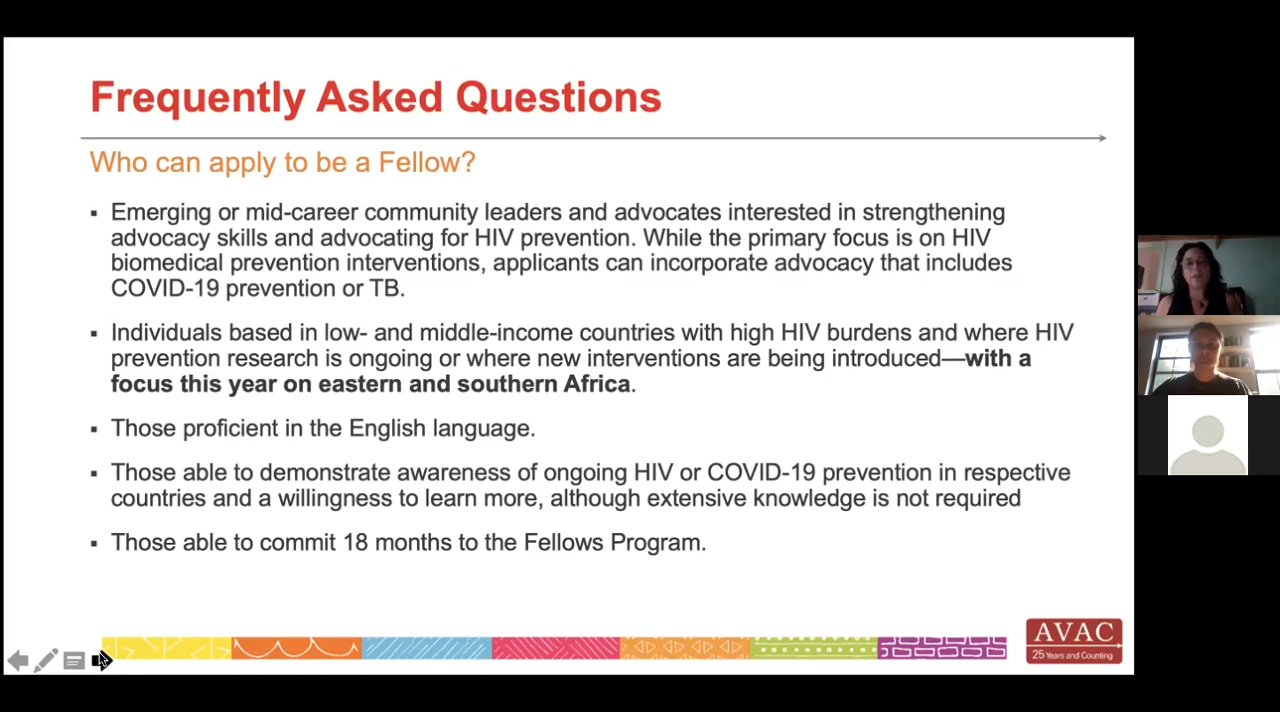 Frequently Asked Questions
Who can apply to be a Fellow?
▪ Emerging or mid-career community leaders and advocates interested in strengthening
advocacy skills and advocating for HIV prevention. While the primary focus is on HIV
biomedical prevention interventions, applicants can incorporate advocacy that includes
COVID-19 prevention or TB.
▪ Individuals based in low- and middle-income countries with high HIV burdens and where HIV
prevention research is ongoing or where new interventions are being introduced—with a
focus this year on eastern and southern Africa.
▪ Those proficient in the English language.
▪ Those able to demonstrate awareness of ongoing HIV or COVID-19 prevention in respective
countries and a willingness to learn more, although extensive knowledge is not required
▪ Those able to commit 18 months to the Fellows Program.
AVAC
25 Years and Counting